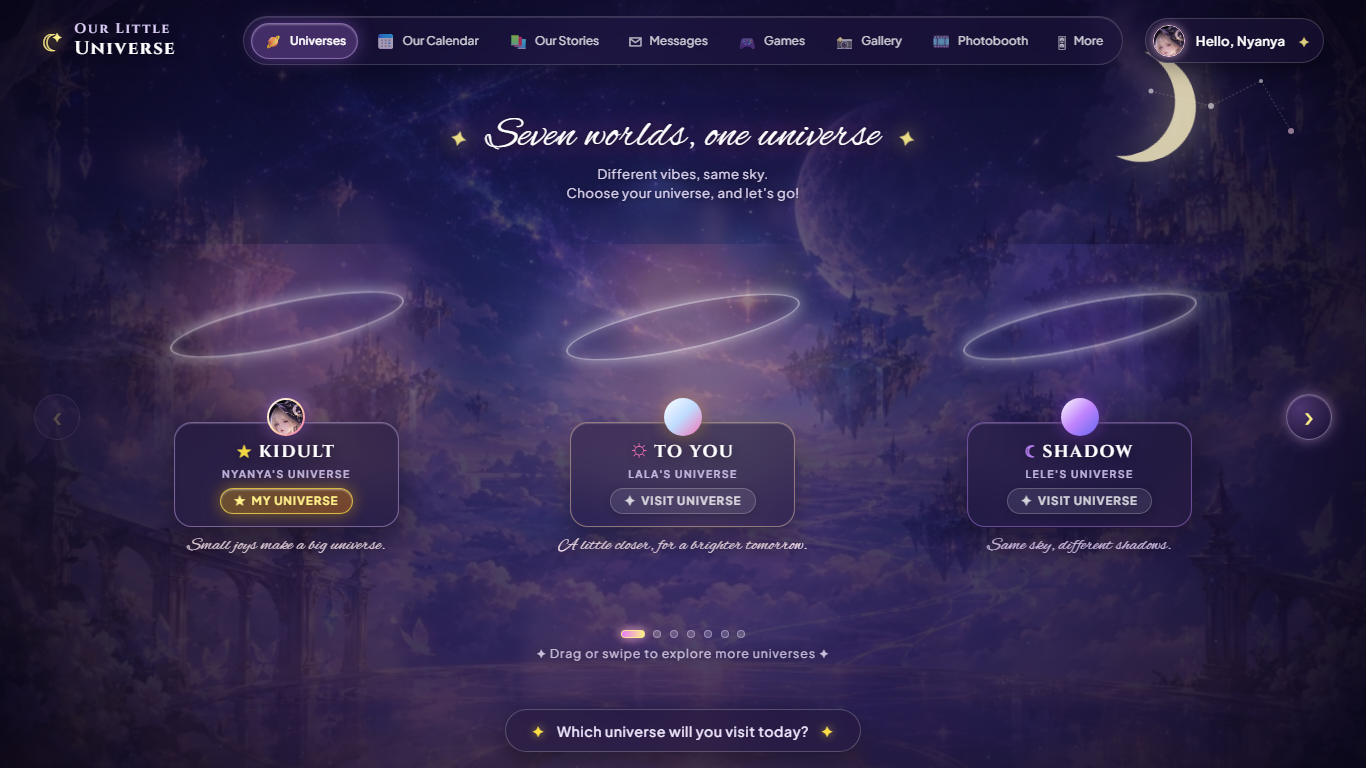 OUR LITTLE
UNIVERSE
Universes
Our Calendar
Our Stories
Messages
Games
Gallery
Photobooth
More
Hello, Nyanya
Seven worlds, one universe
Different vibes, same sky.
Choose your universe, and let's go!
KIDULT
NYANYA'S UNIVERSE
MY UNIVERSE
Small joys make a big universe.
TO YOU
LALA'S UNIVERSE
VISIT UNIVERSE
A little closer, for a brighter tomorrow.
SHADOW
LELE'S UNIVERSE
VISIT UNIVERSE
Same sky, different shadows.
Drag or swipe to explore more universes
Which universe will you visit today?